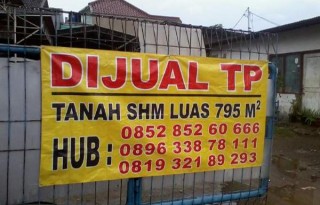 DIJUAL TP
TANAH SHM LUAS 795 M²
HUB : 0852 852 60 666
0896 338 78 111
0819 321 89 293